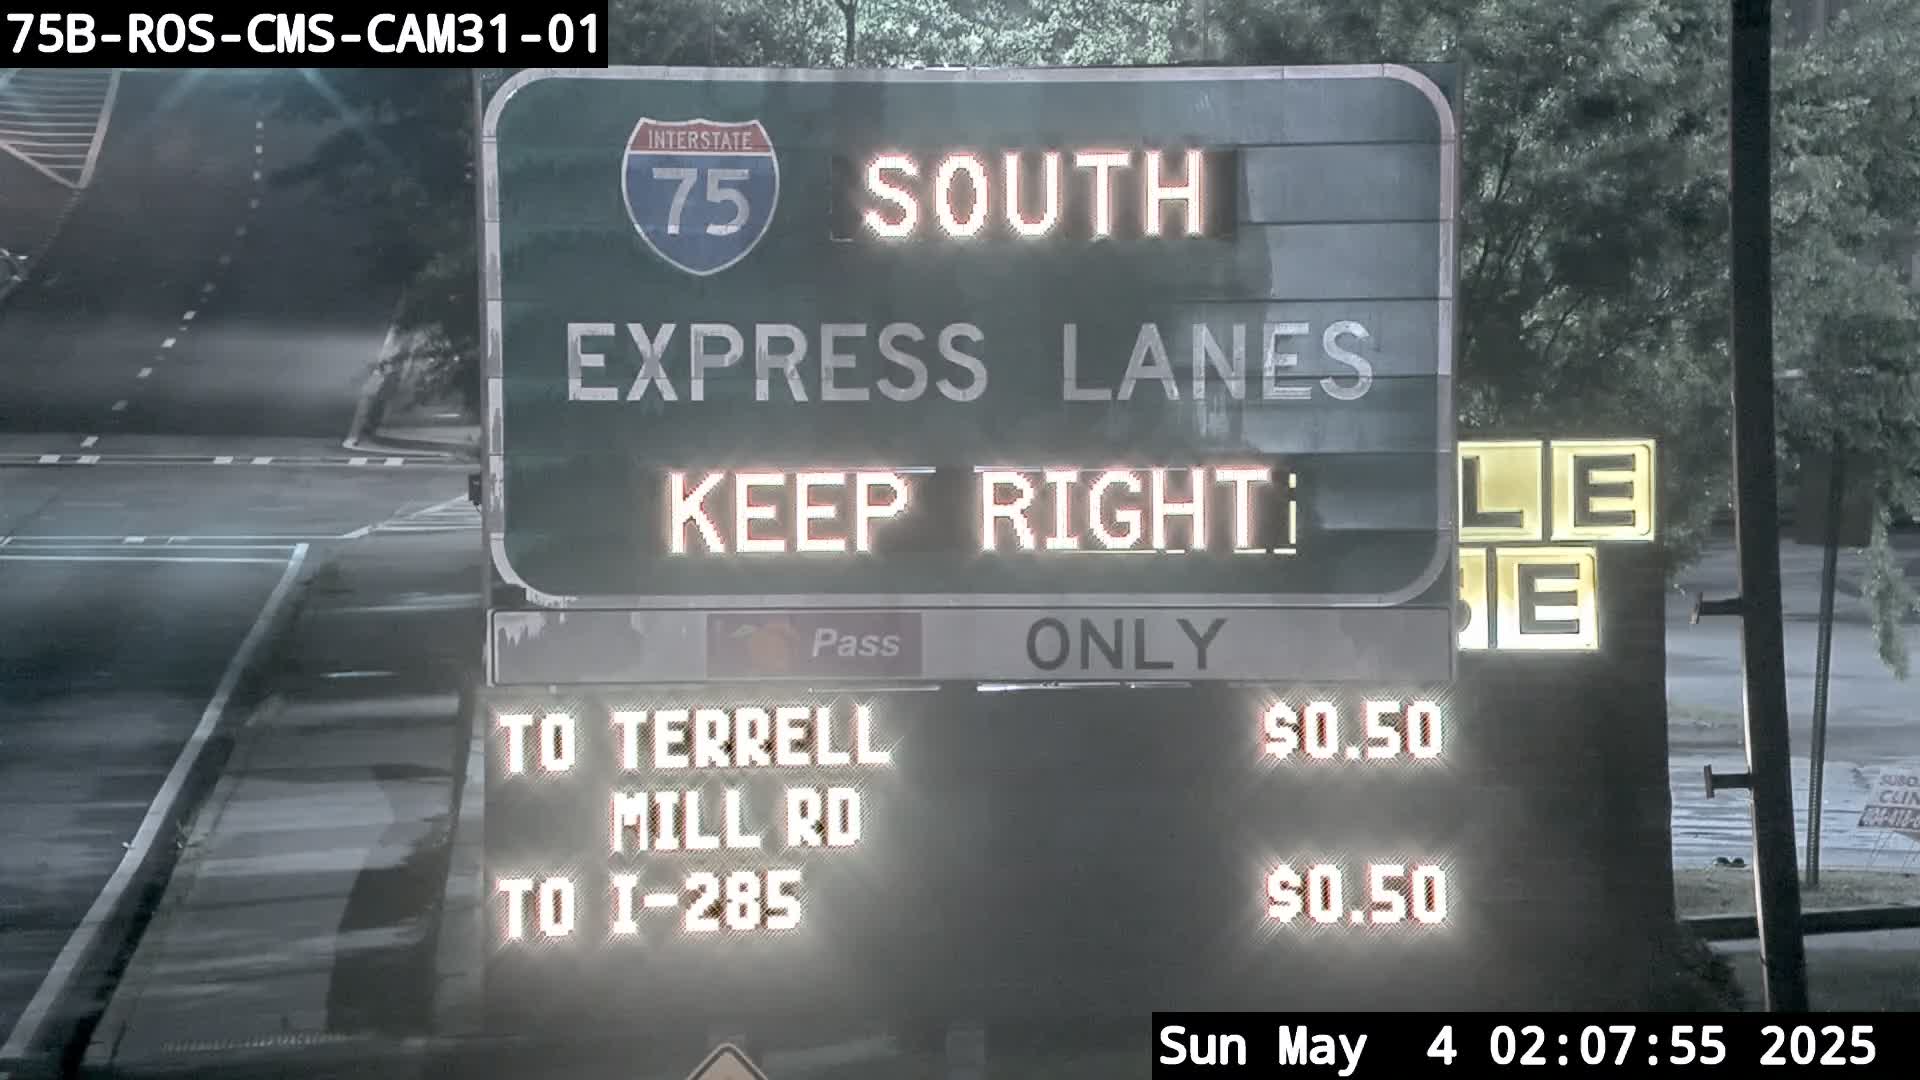 75B-ROS-CMS-CAM31-01
INTERSTATE
75
SOUTH
EXPRESS LANES
KEEP RIGHT
Pass ONLY
TO TERRELL $0.50
MILL RD
TO I-285 $0.50
LE
E
Sun May 4 02:07:55 2025